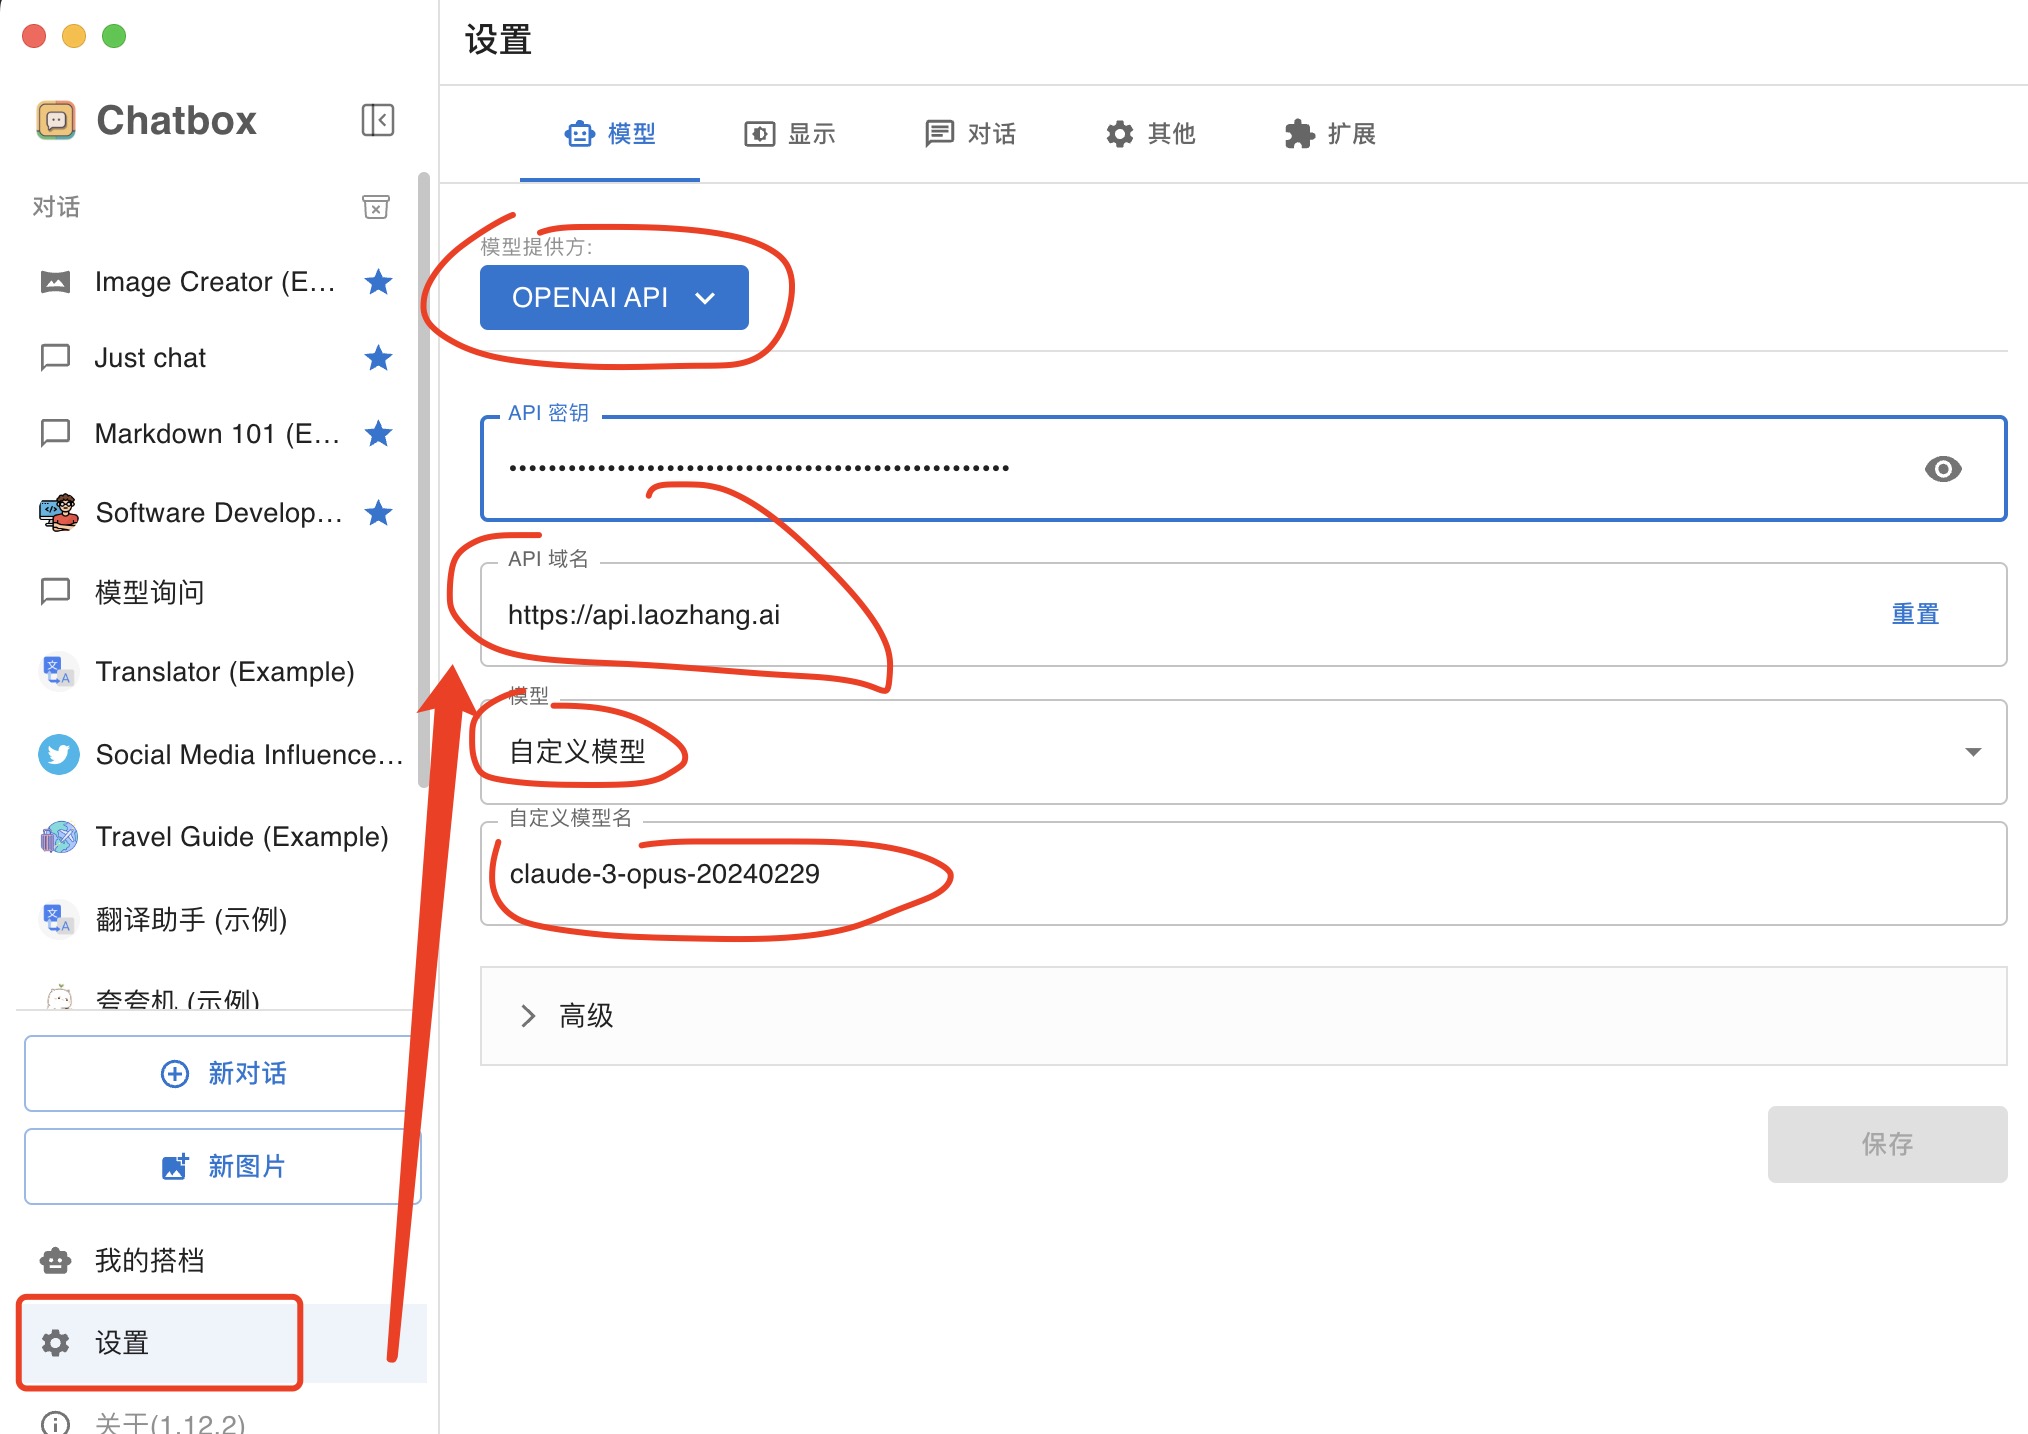 设置
Chatbox
模型
显示
对话
其他
扩展
对话
Image Creator (E...
Just chat
Markdown 101 (E...
Software Develop...
模型询问
Translator (Example)
Social Media Influence...
Travel Guide (Example)
翻译助手 (示例)
夸夸机 (示例)
新对话
新图片
我的搭档
设置
关于(1.12.2)
模型提供方:
OPENAI API
API 密钥
••••••••••••••••••••••••••••••••••••••••••••••••••• 
API 域名
https://api.laozhang.ai
重置
模型
自定义模型
自定义模型名
claude-3-opus-20240229
高级
保存